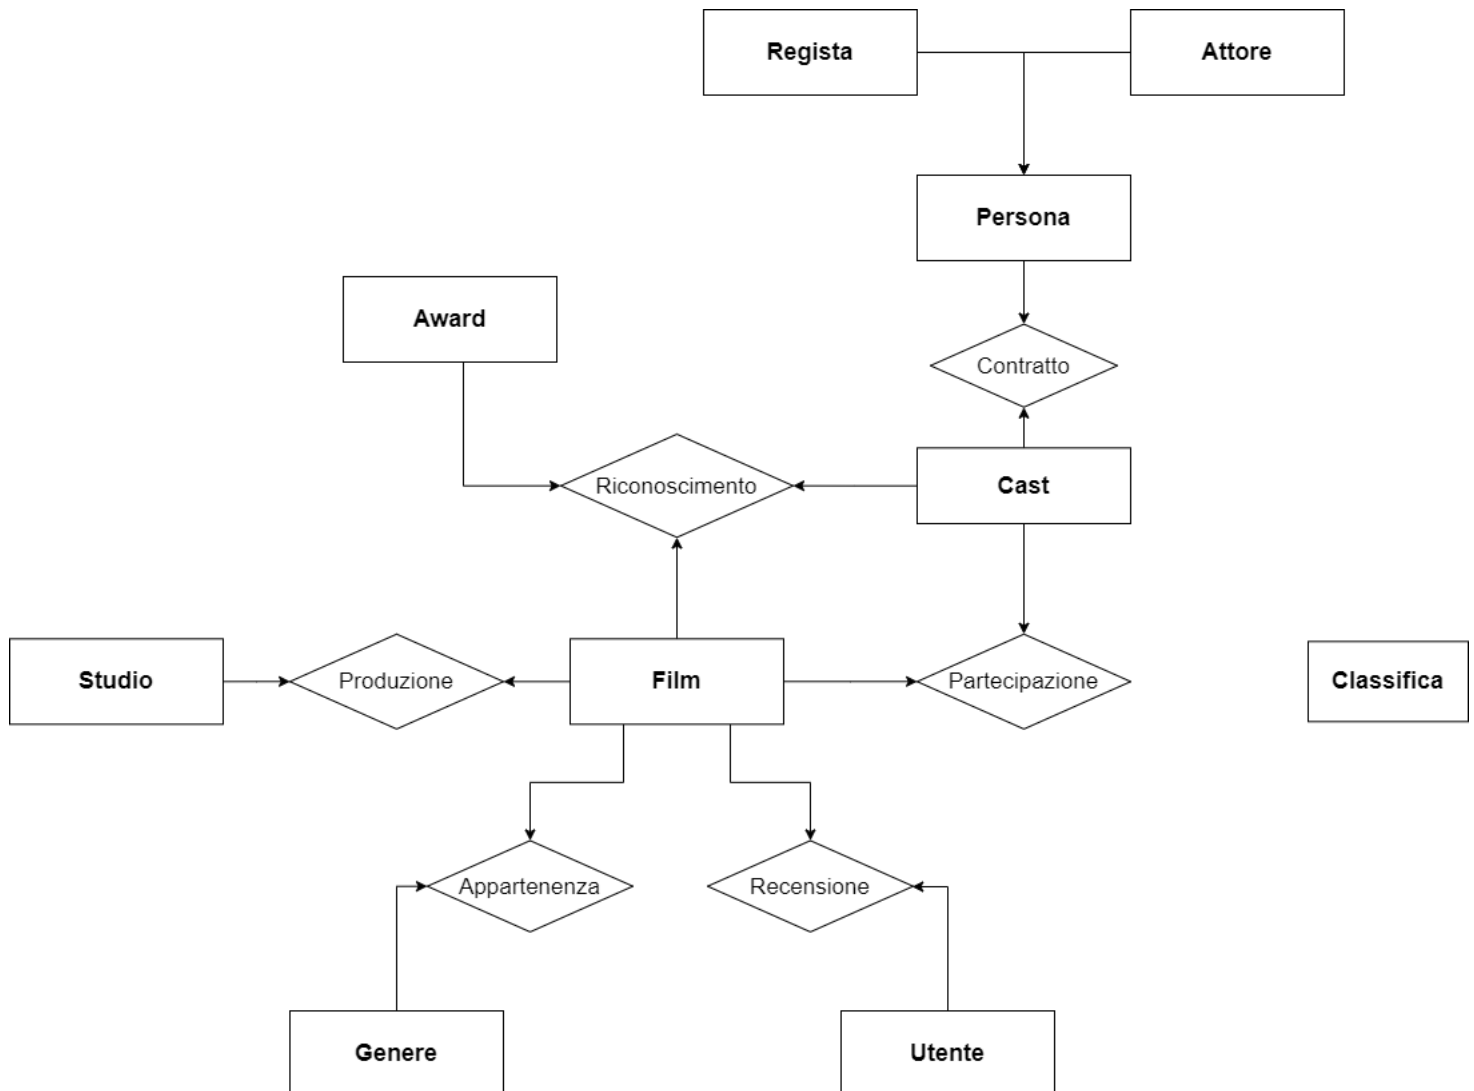 Regista
Attore
Persona
Award
Contratto
Riconoscimento
Cast
Studio
Produzione
Film
Partecipazione
Classifica
Appartenenza
Recensione
Genere
Utente